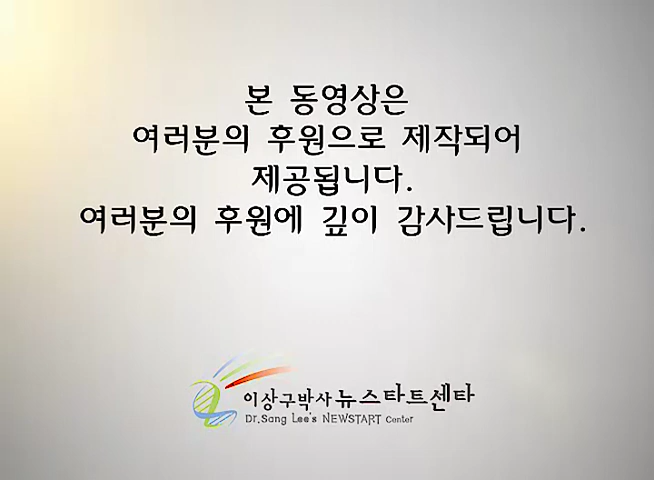 본 동영상은
여러분의 후원으로 제작되어
제공됩니다.
여러분의 후원에 깊이 감사드립니다.
이상구박사 뉴스타트센타
Dr.Sang Lee's NEWSTART Center